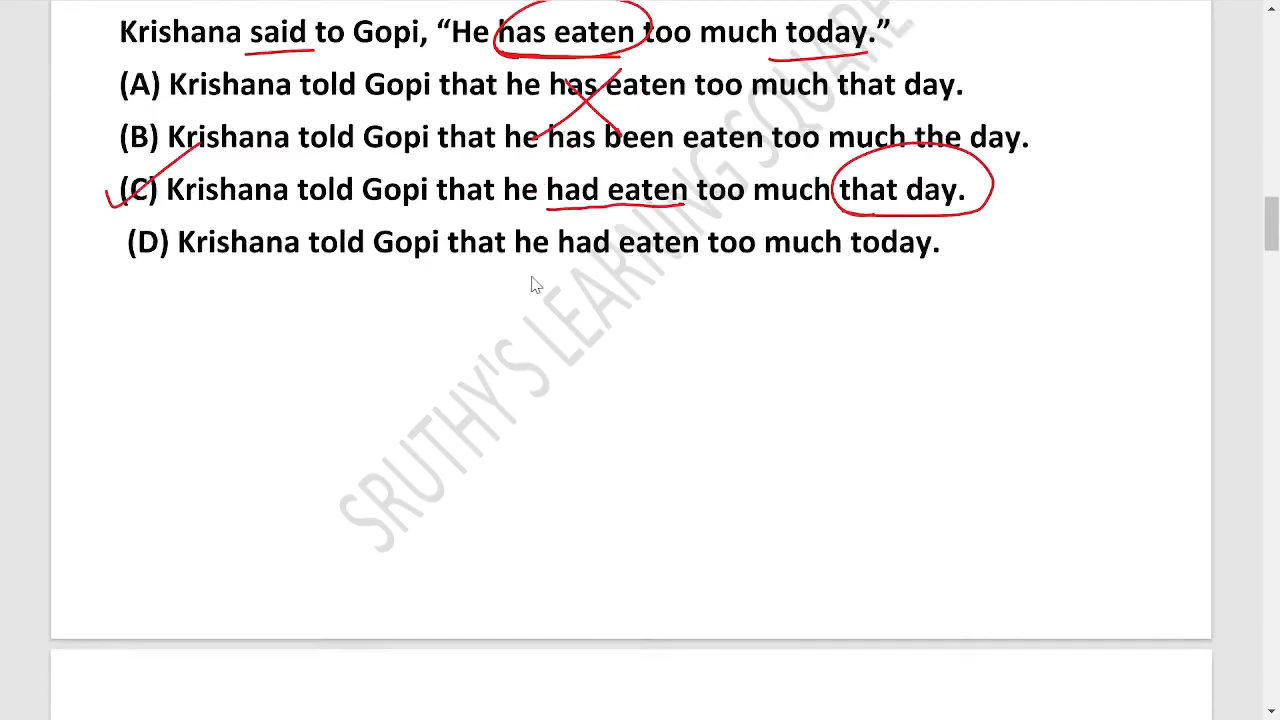 Krishana said to Gopi, “He has eaten too much today.”
(A) Krishana told Gopi that he has eaten too much that day.
(B) Krishana told Gopi that he has been eaten too much the day.
(C) Krishana told Gopi that he had eaten too much that day.
(D) Krishana told Gopi that he had eaten too much today.
SRUTHY'S LEARNING SQUARE